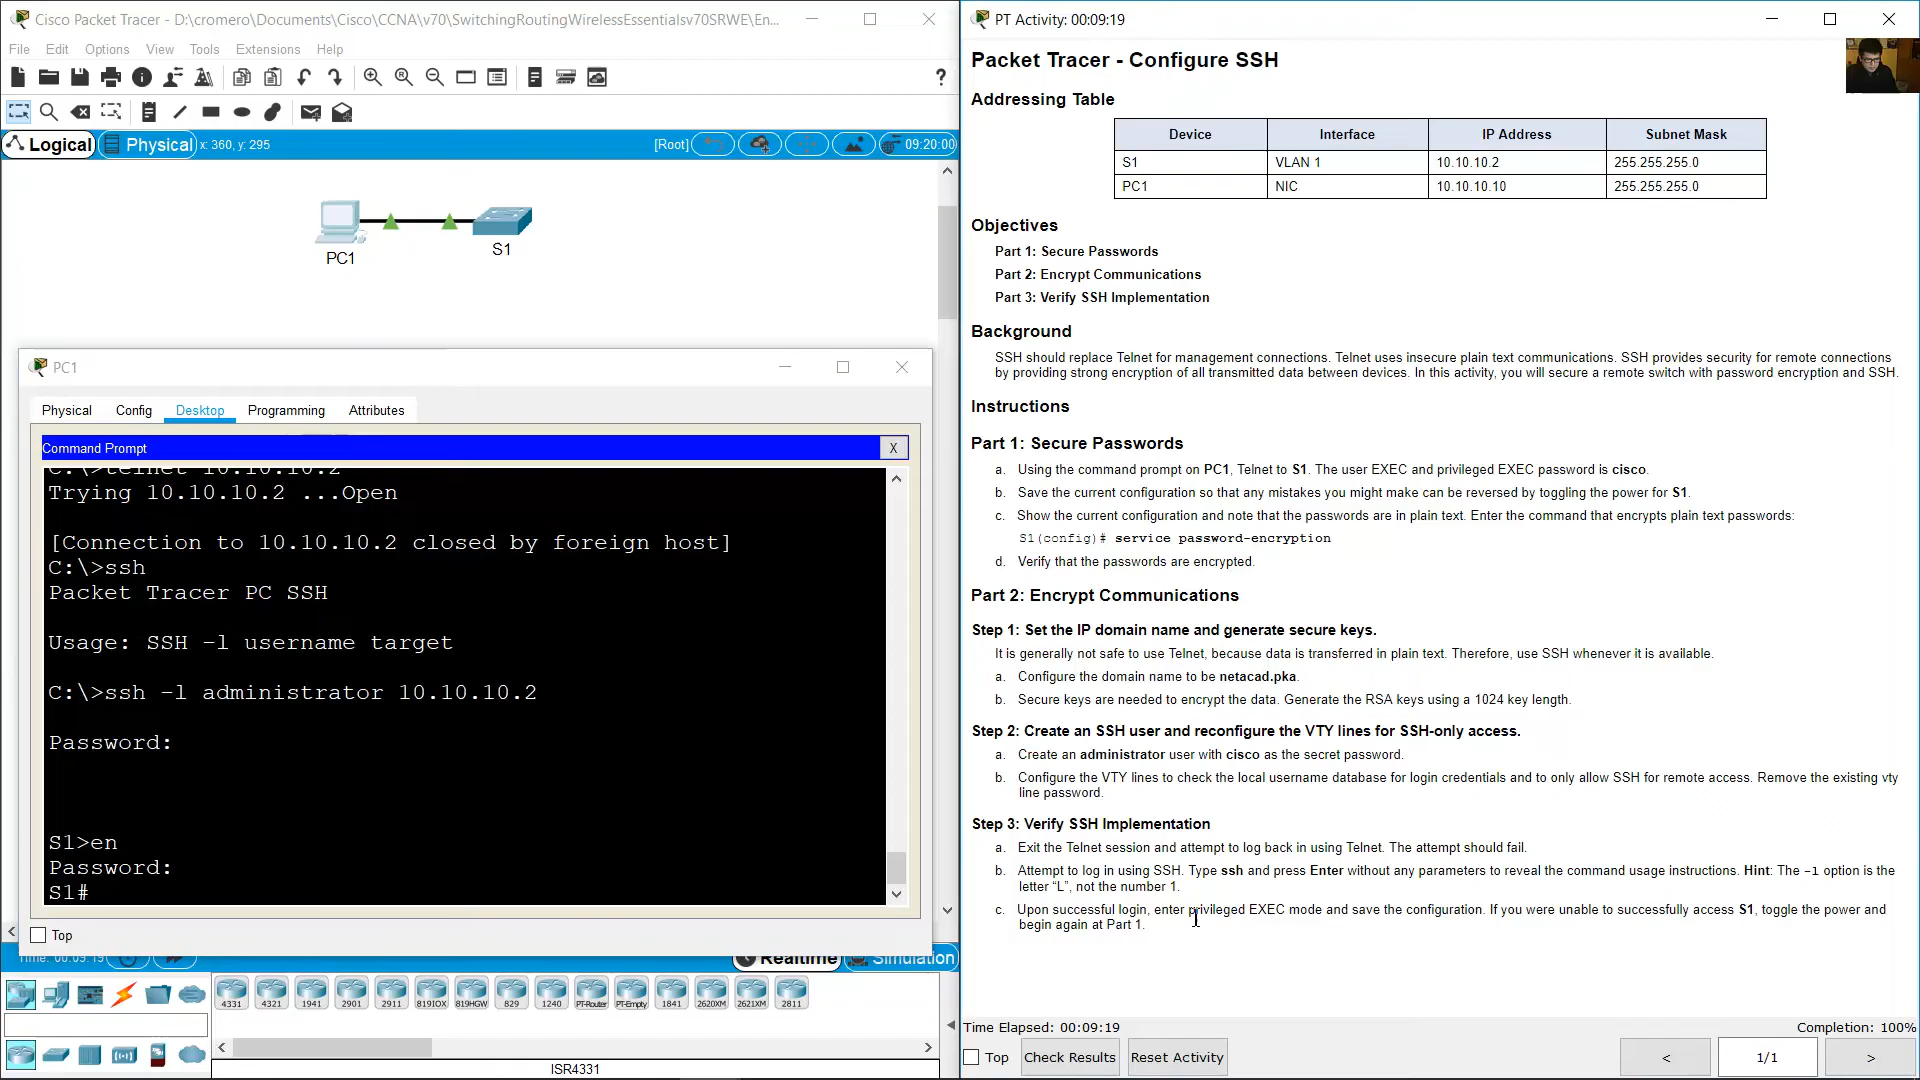 Cisco Packet Tracer - D:\cromero\Documents\Cisco\CCNA\v70\SwitchingRoutingWirelessEssentialsv70SRWE\En...
File Edit Options View Tools Extensions Help
?
Logical Physical x: 360, y: 295 [Root] 09:20:00
PC1
S1
PC1
Physical Config Desktop Programming Attributes
Command Prompt X
C:\>telnet 10.10.10.2
Trying 10.10.10.2 ...Open
[Connection to 10.10.10.2 closed by foreign host]
C:\>ssh
Packet Tracer PC SSH
Usage: SSH -l username target
C:\>ssh -l administrator 10.10.10.2
Password:
S1>en
Password:
S1#
Top
Time: 00:09:19 Realtime Simulation
4331 4321 1941 2901 2911 819IOX 819HGW 829 1240 PT-Router PT-Empty 1841 2620XM 2621XM 2811
ISR4331
PT Activity: 00:09:19
Packet Tracer - Configure SSH
Addressing Table
Device Interface IP Address Subnet Mask
S1 VLAN 1 10.10.10.2 255.255.255.0
PC1 NIC 10.10.10.10 255.255.255.0
Objectives
Part 1: Secure Passwords
Part 2: Encrypt Communications
Part 3: Verify SSH Implementation
Background
SSH should replace Telnet for management connections. Telnet uses insecure plain text communications. SSH provides security for remote connections
by providing strong encryption of all transmitted data between devices. In this activity, you will secure a remote switch with password encryption and SSH.
Instructions
Part 1: Secure Passwords
a. Using the command prompt on PC1, Telnet to S1. The user EXEC and privileged EXEC password is cisco.
b. Save the current configuration so that any mistakes you might make can be reversed by toggling the power for S1.
c. Show the current configuration and note that the passwords are in plain text. Enter the command that encrypts plain text passwords:
S1(config)# service password-encryption
d. Verify that the passwords are encrypted.
Part 2: Encrypt Communications
Step 1: Set the IP domain name and generate secure keys.
It is generally not safe to use Telnet, because data is transferred in plain text. Therefore, use SSH whenever it is available.
a. Configure the domain name to be netacad.pka.
b. Secure keys are needed to encrypt the data. Generate the RSA keys using a 1024 key length.
Step 2: Create an SSH user and reconfigure the VTY lines for SSH-only access.
a. Create an administrator user with cisco as the secret password.
b. Configure the VTY lines to check the local username database for login credentials and to only allow SSH for remote access. Remove the existing vty
line password.
Step 3: Verify SSH Implementation
a. Exit the Telnet session and attempt to log back in using Telnet. The attempt should fail.
b. Attempt to log in using SSH. Type ssh and press Enter without any parameters to reveal the command usage instructions. Hint: The -l option is the
letter “L”, not the number 1.
c. Upon successful login, enter privileged EXEC mode and save the configuration. If you were unable to successfully access S1, toggle the power and
begin again at Part 1.
Time Elapsed: 00:09:19 Completion: 100%
Top Check Results Reset Activity < 1/1 >